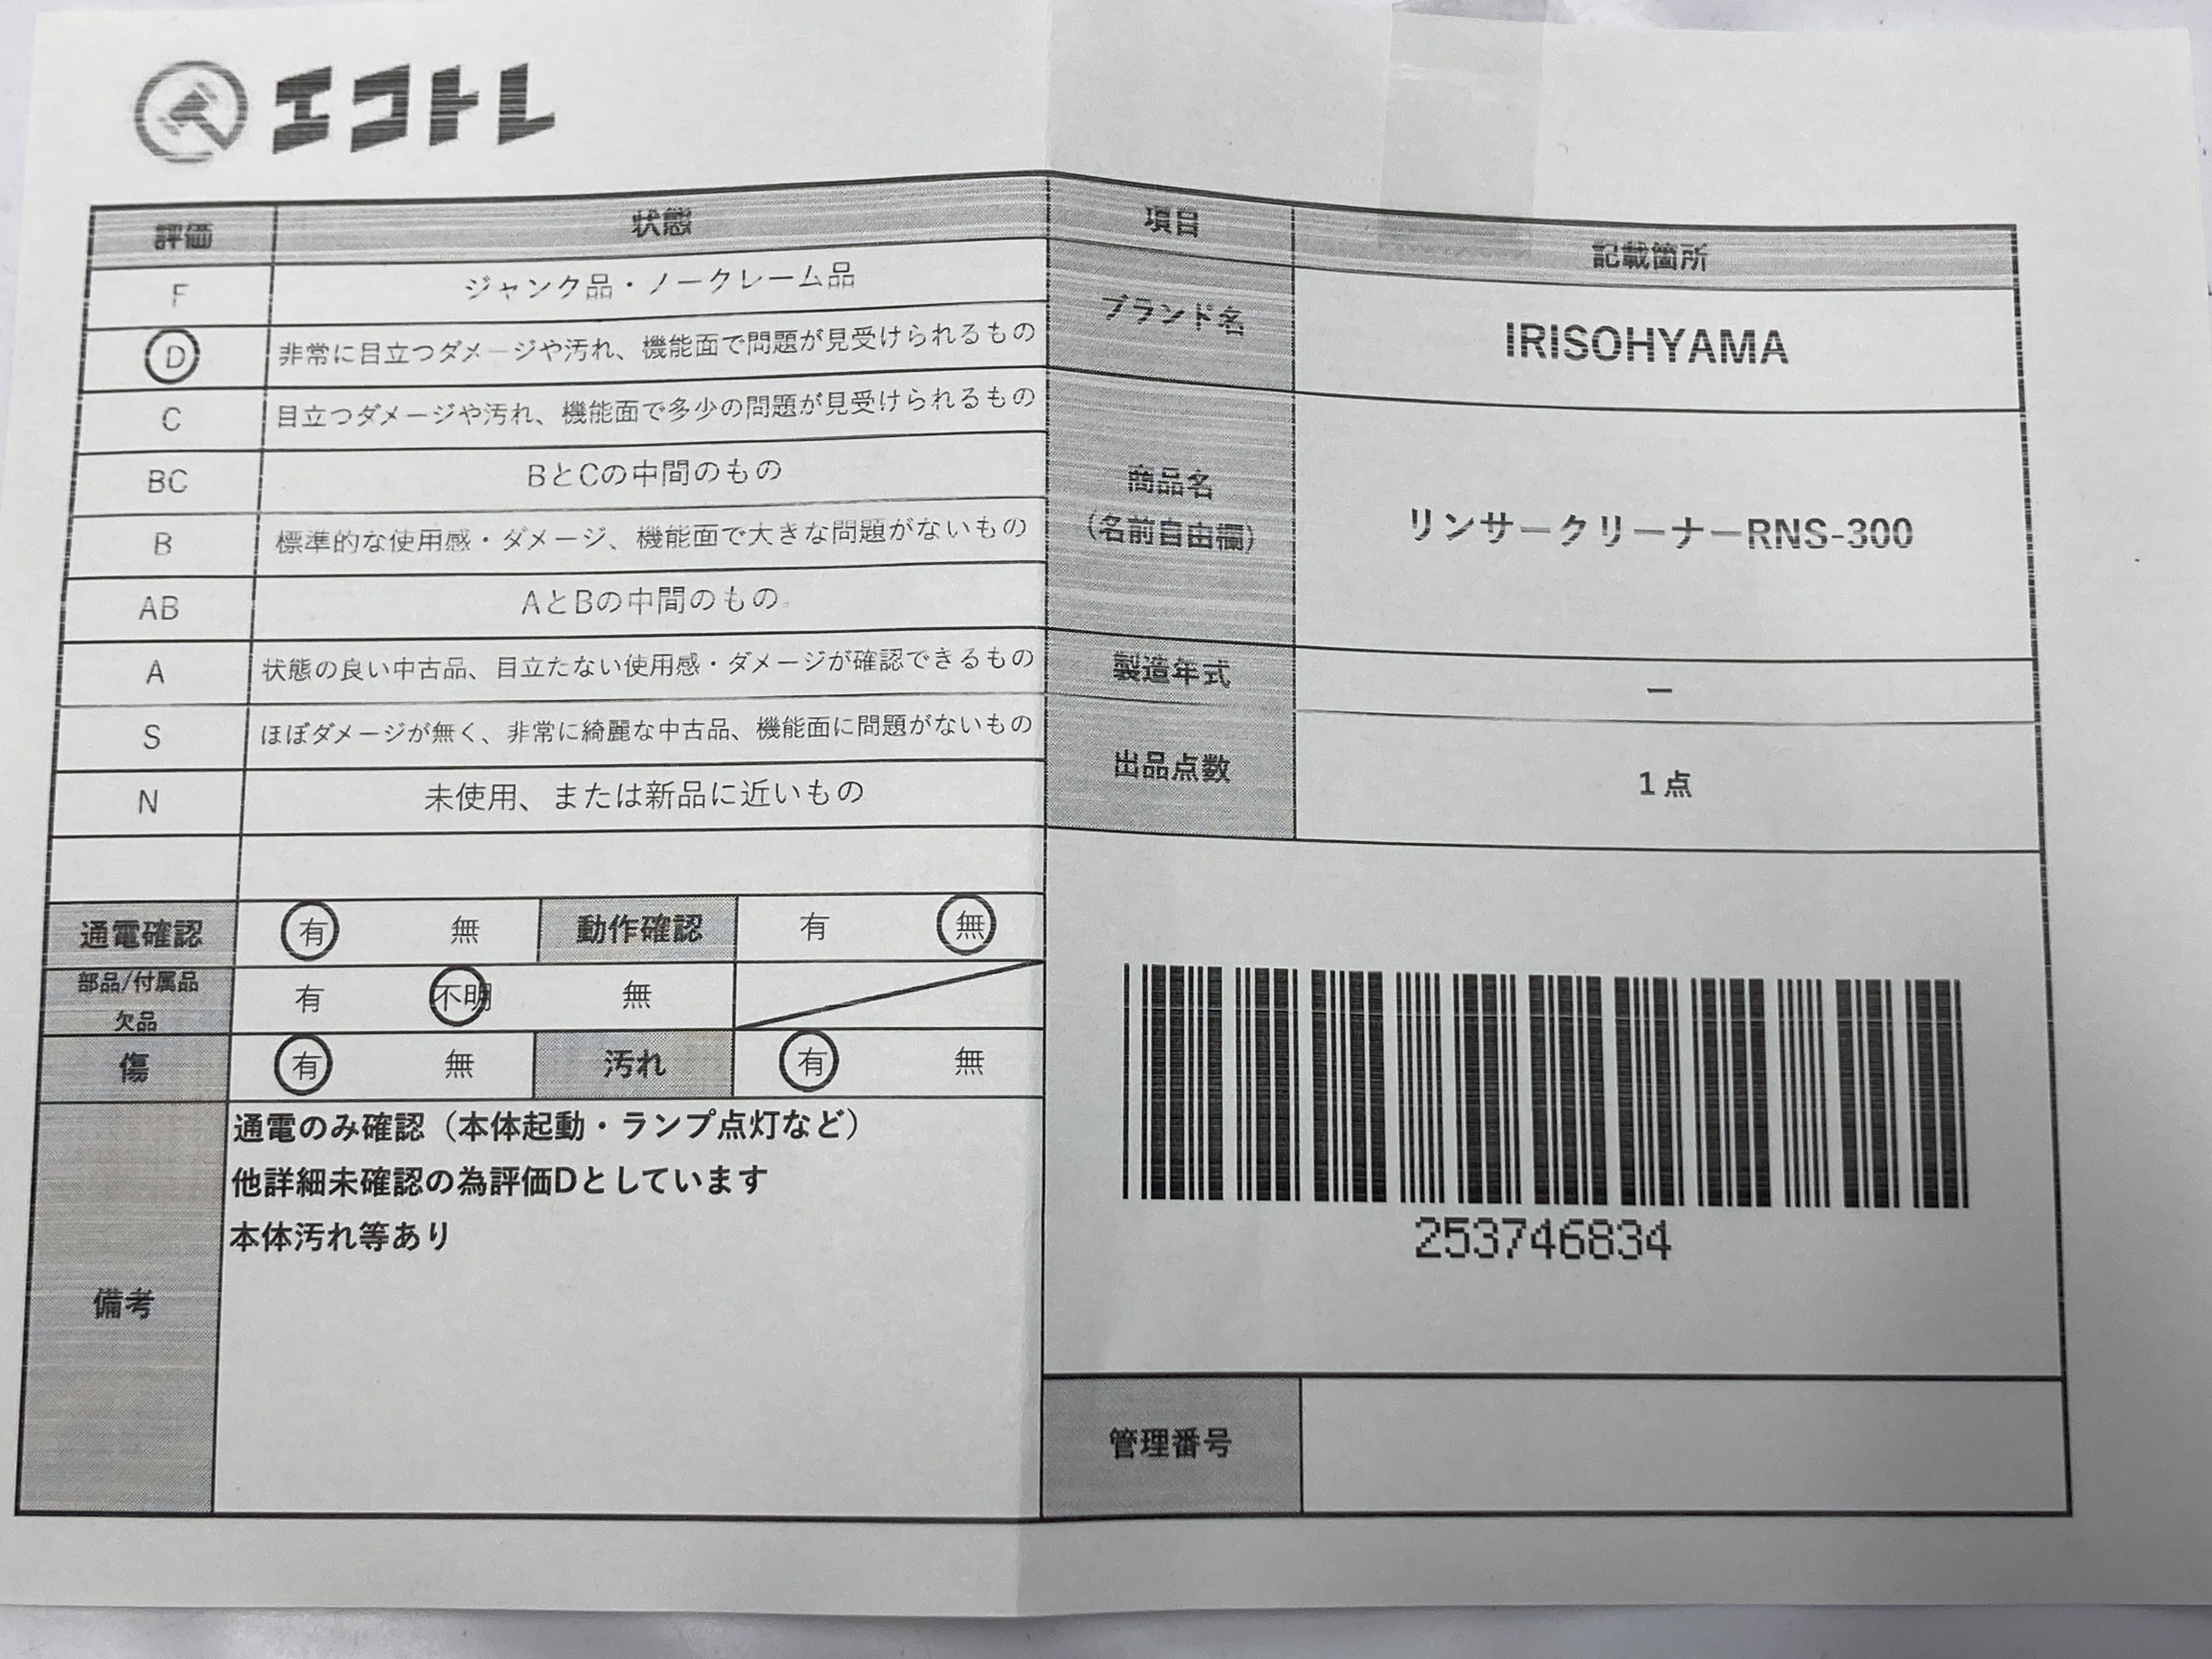 エコトレ
評価 状態
F ジャンク品・ノークレーム品
D 非常に目立つダメージや汚れ、機能面で問題が見受けられるもの
C 目立つダメージや汚れ、機能面で多少の問題が見受けられるもの
BC BとCの中間のもの
B 標準的な使用感・ダメージ、機能面で大きな問題がないもの
AB AとBの中間のもの。
A 状態の良い中古品、目立たない使用感・ダメージが確認できるもの
S ほぼダメージが無く、非常に綺麗な中古品、機能面に問題がないもの
N 未使用、または新品に近いもの
通電確認 有 無 動作確認 有 無
部品/付属品
欠品
有 不明 無
傷 有 無 汚れ 有 無
備考
通電のみ確認（本体起動・ランプ点灯など）
他詳細未確認の為評価Dとしています
本体汚れ等あり
項目 記載箇所
ブランド名 IRISOHYAMA
商品名
（名前自由欄）
リンサークリーナーRNS-300
製造年式 ー
出品点数 1点
253746834
管理番号